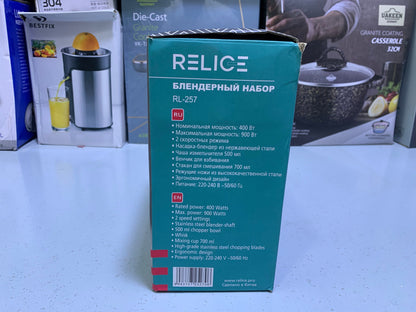 304
BESTFIX
Die-Cast
UAKEEN
GRANITE COATING
CASSEROLE
32CM
RELICE
БЛЕНДЕРНЫЙ НАБОР
RL-257
RU
• Номинальная мощность: 400 Вт
• Максимальная мощность: 900 Вт
• 2 скоростных режима
• Насадка блендер из нержавеющей стали
• Чаша измельчителя 500 мл
• Венчик для взбивания
• Стакан для смешивания 700 мл
• Режущие ножи из высококачественной стали
• Эргономичный дизайн
• Питание: 220-240 В ~50/60 Гц
EN
• Rated power: 400 Watts
• Max. power: 900 Watts
• 2 speed settings
• Stainless steel blender-shaft
• 500 ml chopper bowl
• Whisk
• Mixing cup 700 ml
• High-grade stainless steel chopping blades
• Ergonomic design
• Power supply: 220-240 V ~50/60 Hz
www.relice.pro
Сделано в Китае